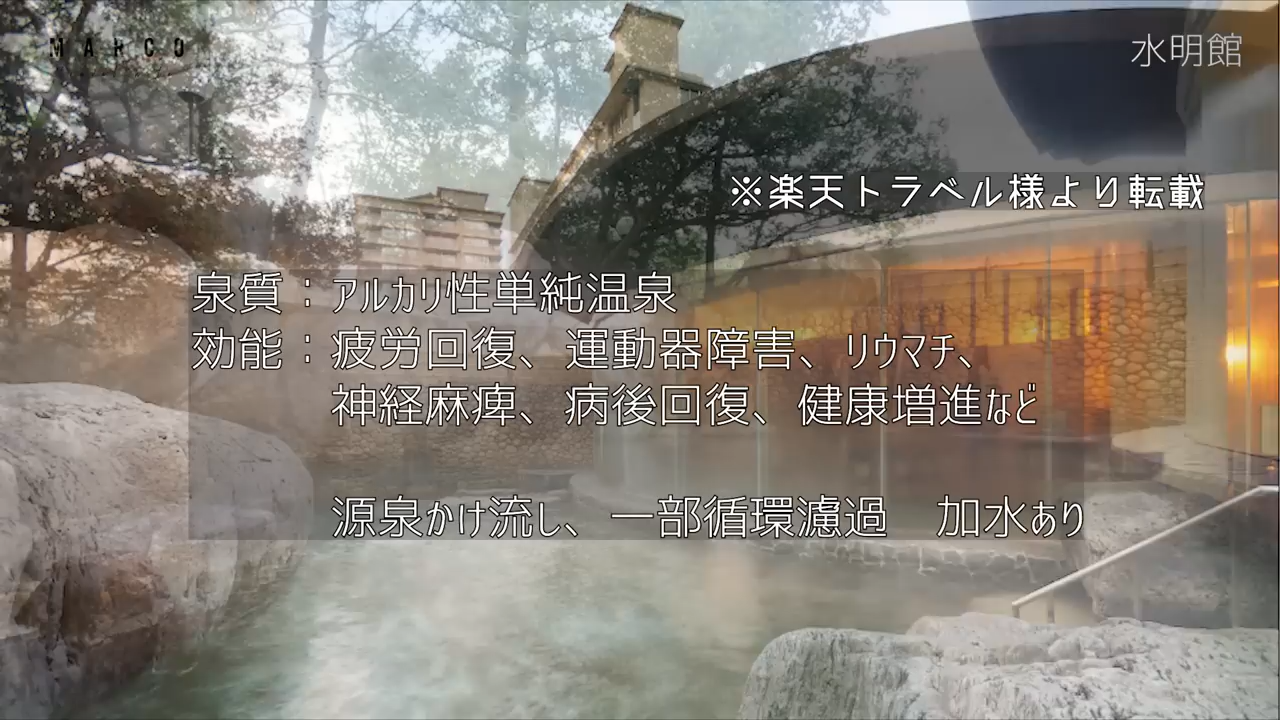 MARCO
水明館
※楽天トラベル様より転載
泉質：アルカリ性単純温泉
効能：疲労回復、運動器障害、リウマチ、
神経麻痺、病後回復、健康増進など
源泉かけ流し、一部循環濾過　加水あり